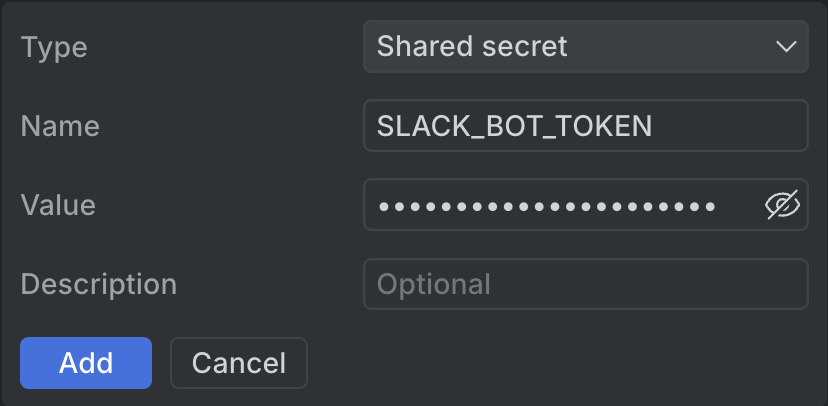 Type
Shared secret
Name
SLACK_BOT_TOKEN
Value
••••••••••••••••••••••
Description
Optional
Add
Cancel